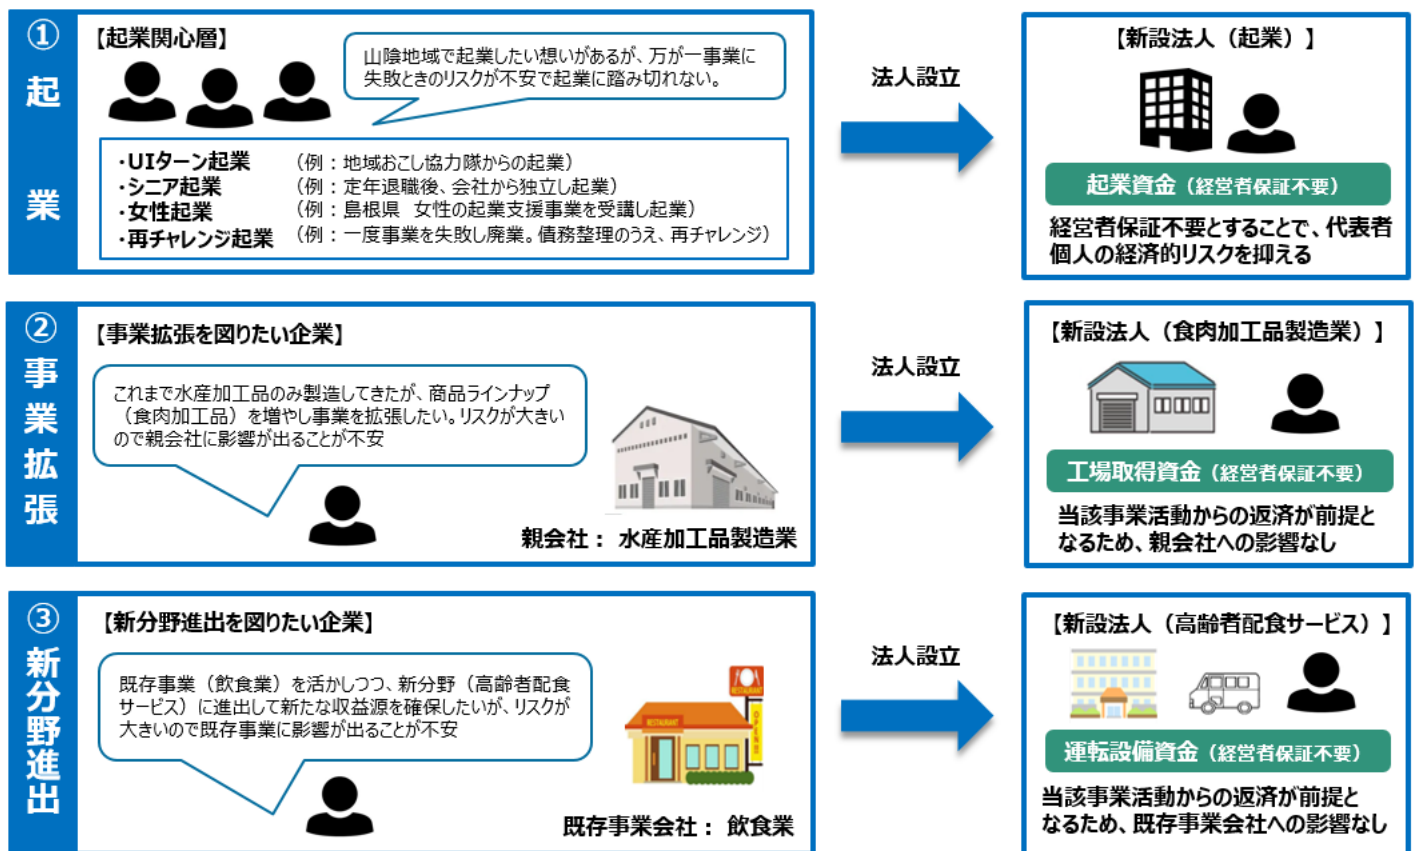 ①
起
業
【起業関心層】
山陰地域で起業したい想いがあるが、万が一事業に
失敗ときのリスクが不安で起業に踏み切れない。
・UIターン起業 (例:地域おこし協力隊からの起業)
・シニア起業 (例:定年退職後、会社から独立し起業)
・女性起業 (例:島根県 女性の起業支援事業を受講し起業)
・再チャレンジ起業 (例:一度事業を失敗し廃業。債務整理のうえ、再チャレンジ)
法人設立
【新設法人(起業)】
起業資金(経営者保証不要)
経営者保証不要とすることで、代表者
個人の経済的リスクを抑える
②
事
業
拡
張
【事業拡張を図りたい企業】
これまで水産加工品のみ製造してきたが、商品ラインナップ
(食肉加工品)を増やし事業を拡張したい。リスクが大きい
ので親会社に影響が出ることが不安
親会社: 水産加工品製造業
法人設立
【新設法人(食肉加工品製造業)】
工場取得資金(経営者保証不要)
当該事業活動からの返済が前提と
なるため、親会社への影響なし
③
新
分
野
進
出
【新分野進出を図りたい企業】
既存事業(飲食業)を活かしつつ、新分野(高齢者配食
サービス)に進出して新たな収益源を確保したいが、リスクが
大きいので既存事業に影響が出ることが不安
RESTAURANT
RESTAURANT
OPEN
既存事業会社: 飲食業
法人設立
【新設法人(高齢者配食サービス)】
運転設備資金(経営者保証不要)
当該事業活動からの返済が前提と
なるため、既存事業会社への影響なし